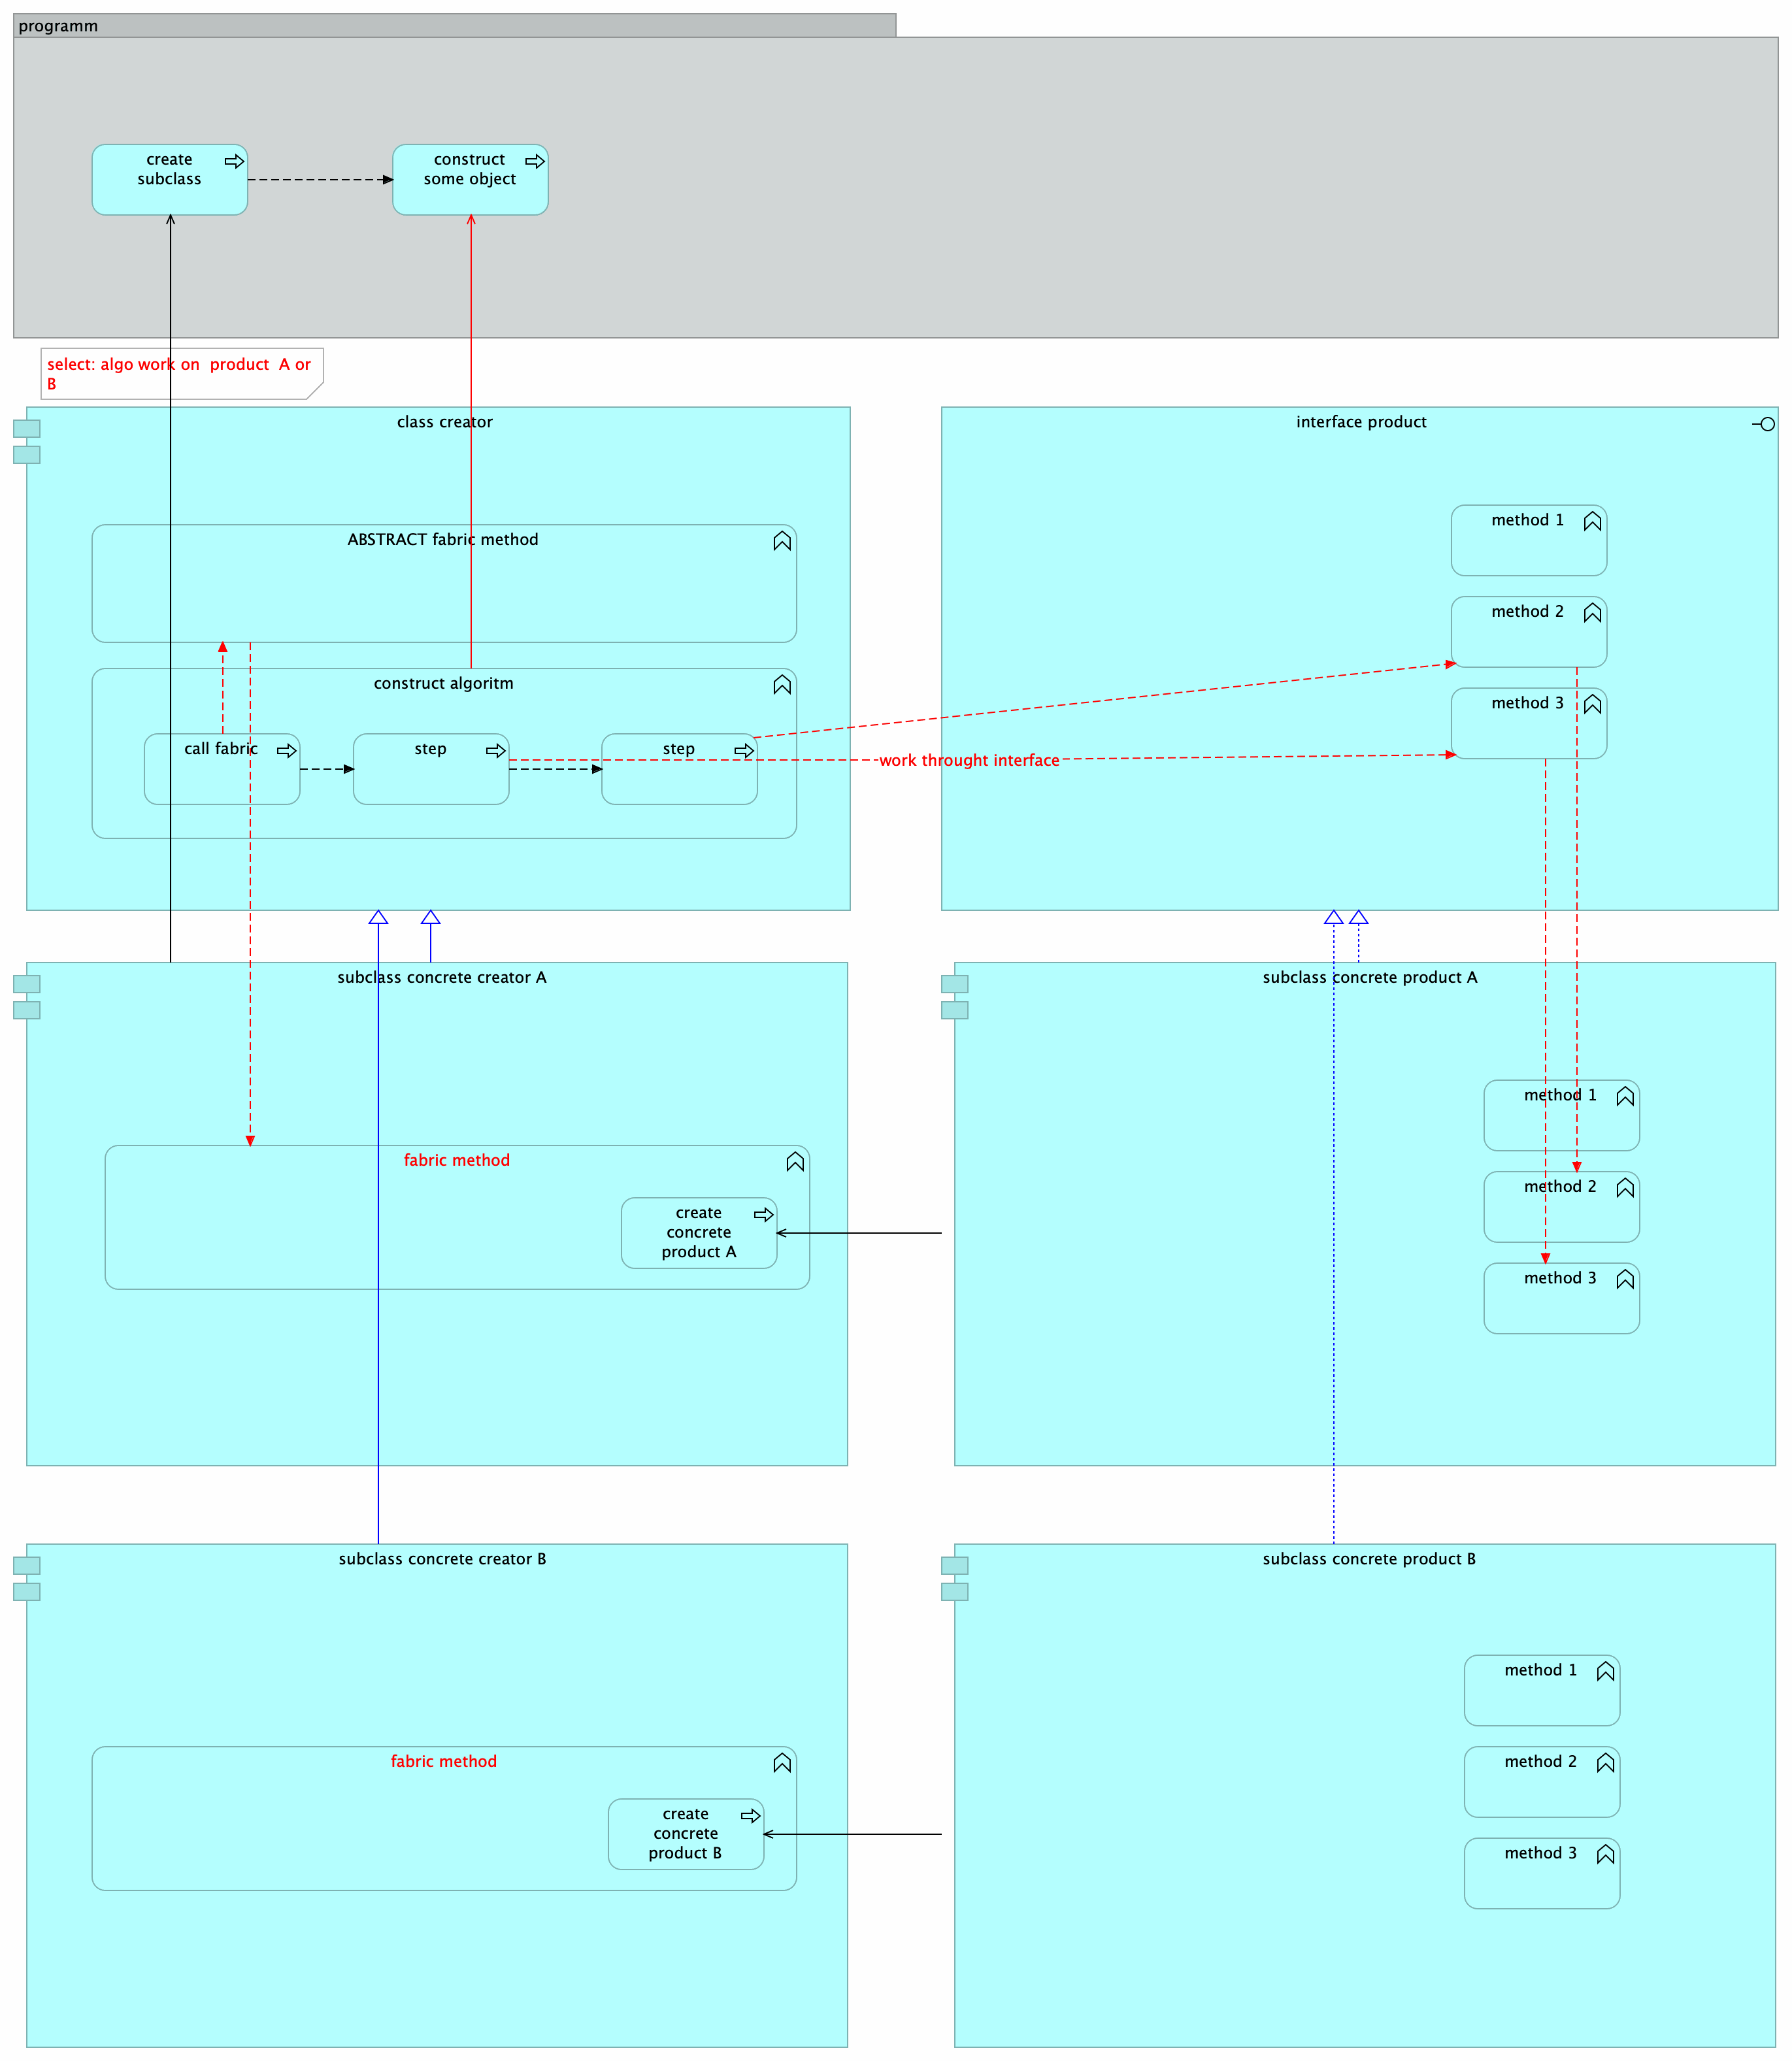 programm
create
subclass
construct
some object
select: algo work on  product  A or
B
class creator
ABSTRACT fabric method
construct algoritm
call fabric
step
step
interface product
method 1
method 2
method 3
work throught interface
subclass concrete creator A
fabric method
create
concrete
product A
subclass concrete product A
method 1
method 2
method 3
subclass concrete creator B
fabric method
create
concrete
product B
subclass concrete product B
method 1
method 2
method 3